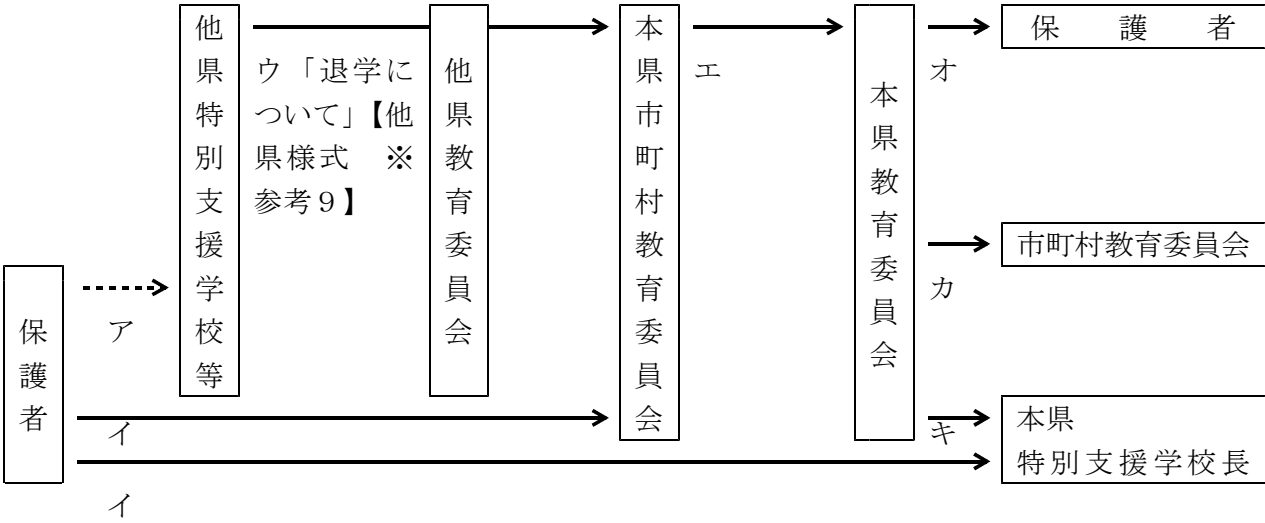 保護者
ア
イ
イ
他県特別支援学校等
ウ「退学に
ついて」【他
県様式　※
参考９】
他県教育委員会
本県市町村教育委員会
エ
本県教育委員会
オ
カ
キ
保護者
市町村教育委員会
本県
特別支援学校長